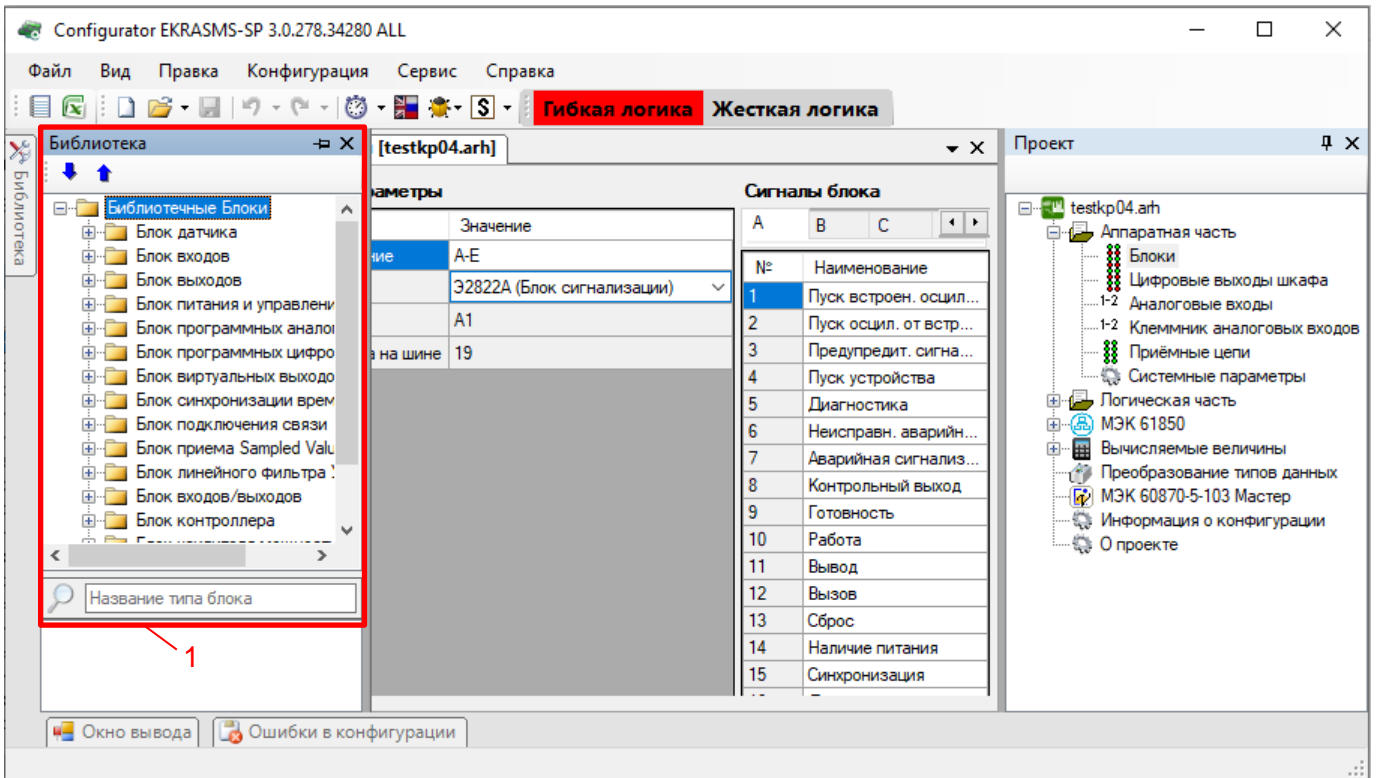 Configurator EKRASMS-SP 3.0.278.34280 ALL
Файл Вид Правка Конфигурация Сервис Справка
Гибкая логика Жесткая логика
Библиотека
Библиотека
Библиотечные Блоки
Блок датчика
Блок входов
Блок выходов
Блок питания и управлени
Блок программных анало
Блок программных цифро
Блок виртуальных выходо
Блок синхронизации врем
Блок подключения связи
Блок приема Sampled Valu
Блок линейного фильтра
Блок входов/выходов
Блок контроллера
Название типа блока
1
[testkp04.arh]
аметры
Значение
ние A-E
Э2822А (Блок сигнализации)
A1
а на шине 19
Сигналы блока
A B C
№ Наименование
1 Пуск встроен. осцил...
2 Пуск осцил. от встр...
3 Предупредит. сигна...
4 Пуск устройства
5 Диагностика
6 Неисправн. аварийн...
7 Аварийная сигнализ...
8 Контрольный выход
9 Готовность
10 Работа
11 Вывод
12 Вызов
13 Сброс
14 Наличие питания
15 Синхронизация
Проект
testkp04.arh
Аппаратная часть
Блоки
Цифровые выходы шкафа
1-2 Аналоговые входы
1-2 Клеммник аналоговых входов
Приёмные цепи
Системные параметры
Логическая часть
МЭК 61850
Вычисляемые величины
Преобразование типов данных
МЭК 60870-5-103 Мастер
Информация о конфигурации
О проекте
Окно вывода Ошибки в конфигурации